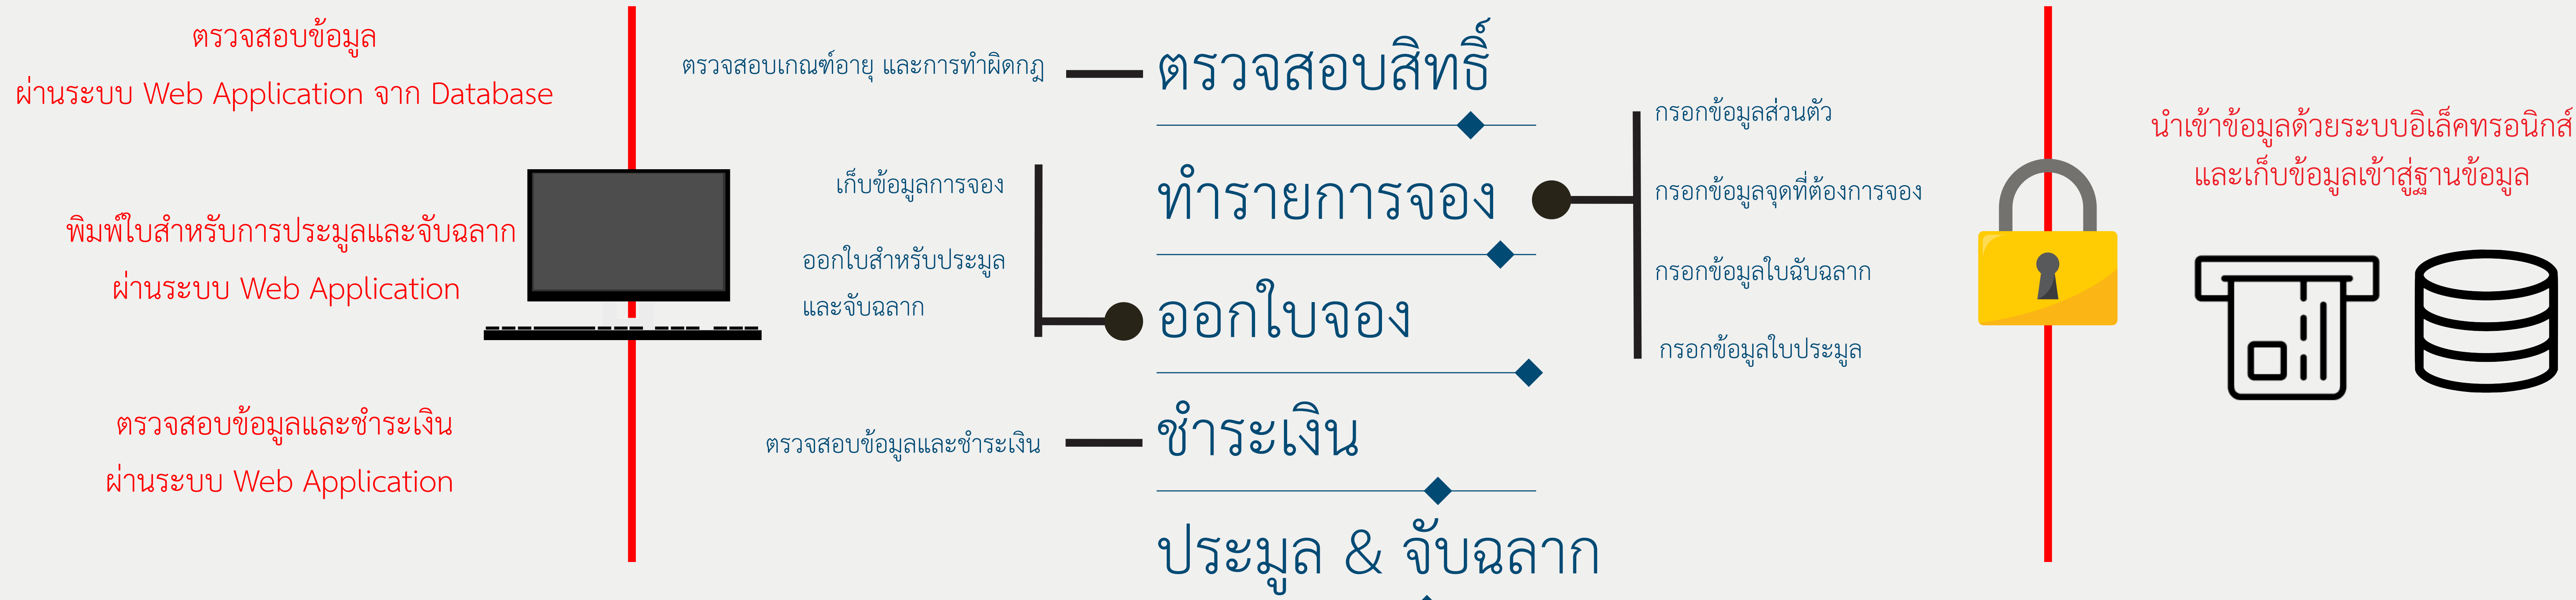 ตรวจสอบข้อมูล
ผ่านระบบ Web Application จาก Database
พิมพ์ใบสำหรับการประมูลและจับฉลาก
ผ่านระบบ Web Application
ตรวจสอบข้อมูลและชำระเงิน
ผ่านระบบ Web Application
ตรวจสอบเกณฑ์อายุ และการทำผิดกฎ
เก็บข้อมูลการจอง
ออกใบสำหรับประมูล
และจับฉลาก
ตรวจสอบข้อมูลและชำระเงิน
ตรวจสอบสิทธิ์
ทำรายการจอง
ออกใบจอง
ชำระเงิน
ประมูล & จับฉลาก
กรอกข้อมูลส่วนตัว
กรอกข้อมูลจุดที่ต้องการจอง
กรอกข้อมูลใบฉับฉลาก
กรอกข้อมูลใบประมูล
นำเข้าข้อมูลด้วยระบบอิเล็คทรอนิกส์
และเก็บข้อมูลเข้าสู่ฐานข้อมูล